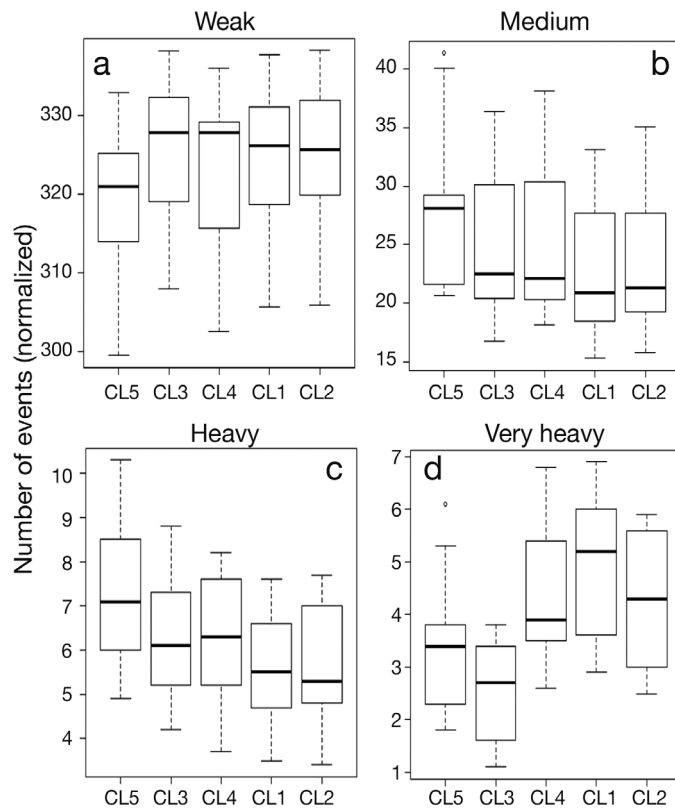 Weak
Medium
a
b
330
320
310
300
40
35
30
25
20
15
CL5 CL3 CL4 CL1 CL2
CL5 CL3 CL4 CL1 CL2
Number of events (normalized)
Heavy
Very heavy
c
d
10
9
8
7
6
5
4
7
6
5
4
3
2
1
CL5 CL3 CL4 CL1 CL2
CL5 CL3 CL4 CL1 CL2